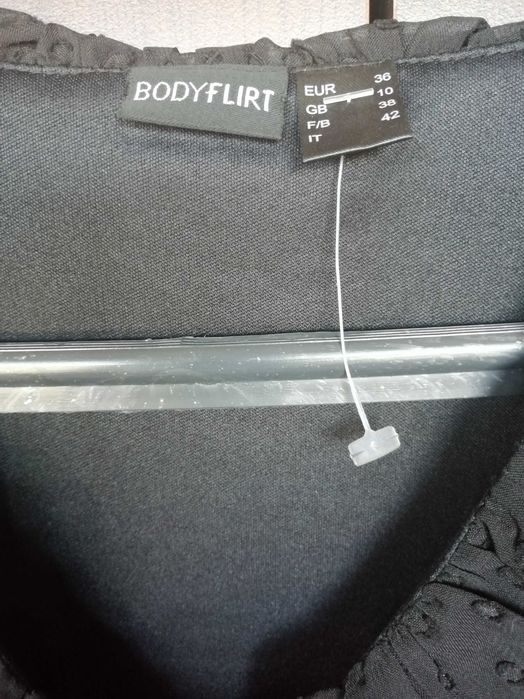 BODYFLIRT
EUR 36
GB 10
F/B 38
IT 42